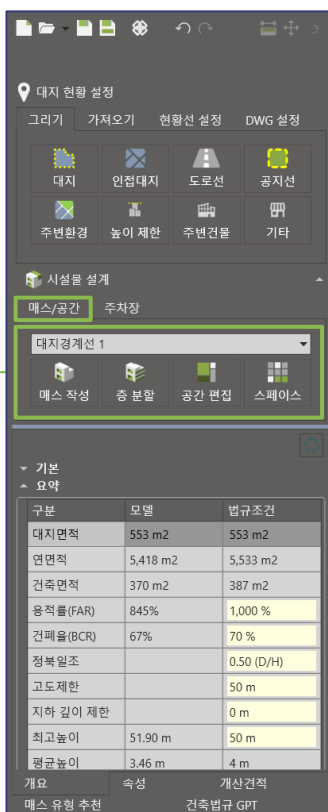 대지 현황 설정
그리기 가져오기 현황선 설정 DWG 설정
대지 인접대지 도로선 공지선
주변환경 높이 제한 주변건물 기타
시설물 설계
매스/공간 주차장
대지경계선 1
매스 작성 층 분할 공간 편집 스페이스
기본
요약
구분 모델 법규조건
대지면적 553 m2 553 m2
연면적 5,418 m2 5,533 m2
건축면적 370 m2 387 m2
용적률(FAR) 845% 1,000 %
건폐율(BCR) 67% 70 %
정북일조 0.50 (D/H)
고도제한 50 m
지하 깊이 제한 0 m
최고높이 51.90 m 50 m
평균높이 3.46 m 4 m
개요 속성 개산견적
매스 유형 추천 건축법규 GPT